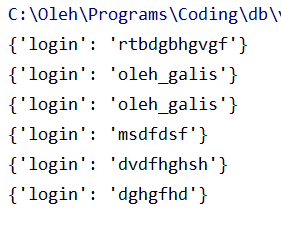 C:\Oleh\Programs\Coding\db\
{'login': 'rtbdgbhgvgf'}
{'login': 'oleh_galis'}
{'login': 'oleh_galis'}
{'login': 'msdfdsf'}
{'login': 'dvdfhghsh'}
{'login': 'dghgfhd'}